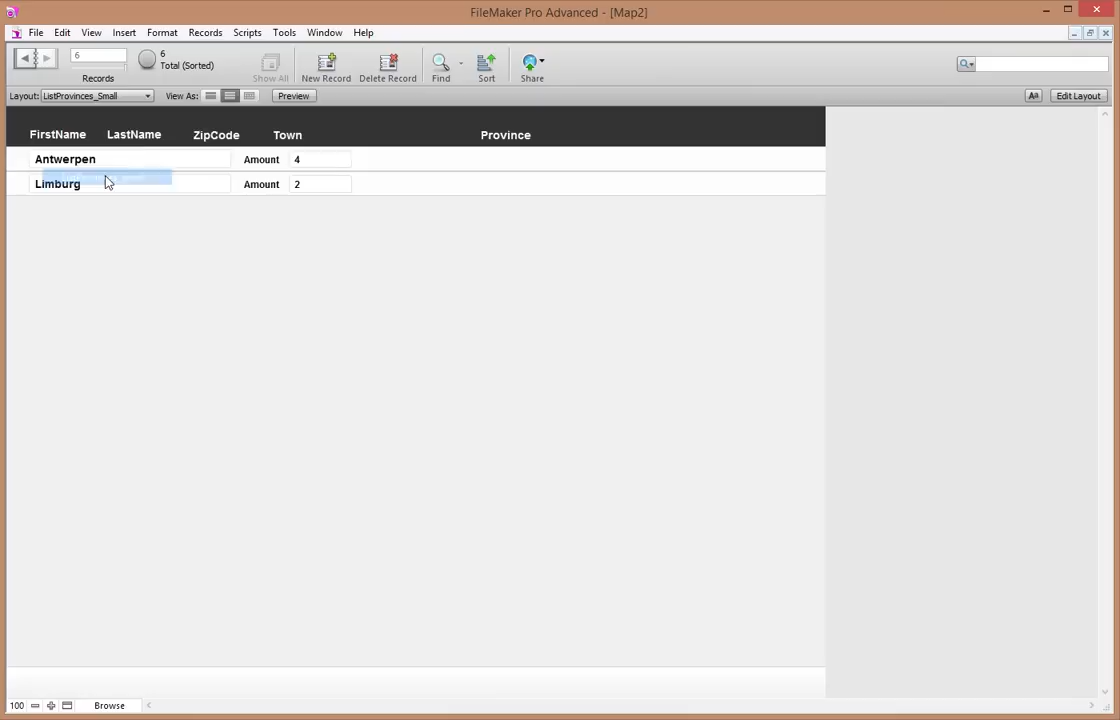 FileMaker Pro Advanced - [Map2]
File Edit View Insert Format Records Scripts Tools Window Help
6
6
Total (Sorted)
Records
Show All
New Record
Delete Record
Find
Sort
Share
Layout: ListProvinces_Small View As: Preview Aa Edit Layout
FirstName LastName ZipCode Town Province
Antwerpen Amount 4
Limburg Amount 2
100 Browse